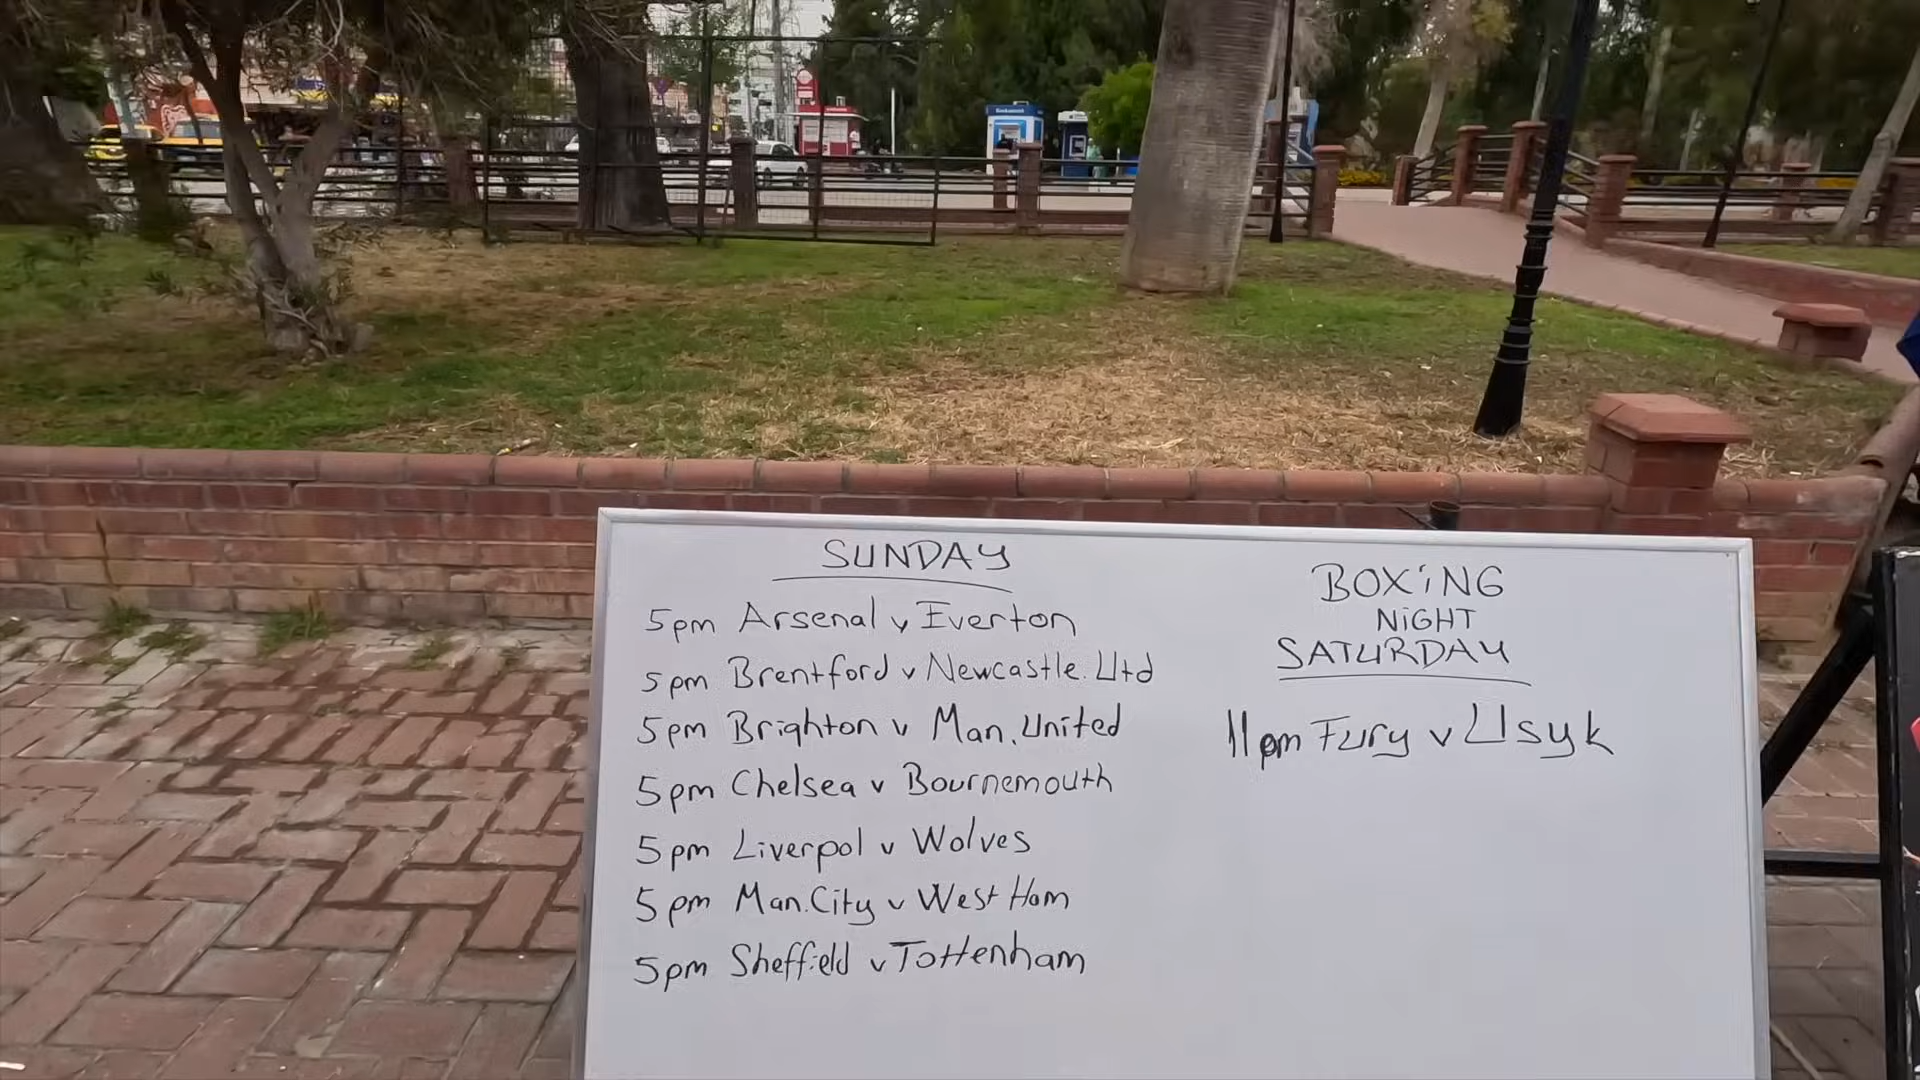 SUNDAY
5pm Arsenal v Everton
5pm Brentford v Newcastle.Utd
5pm Brighton v Man.United
5pm Chelsea v Bournemouth
5pm Liverpol v Wolves
5pm Man.City v West Ham
5pm Sheffield v Tottenham
BOXiNG
NiGHT
SATURDAY
11pm Fury v Usyk